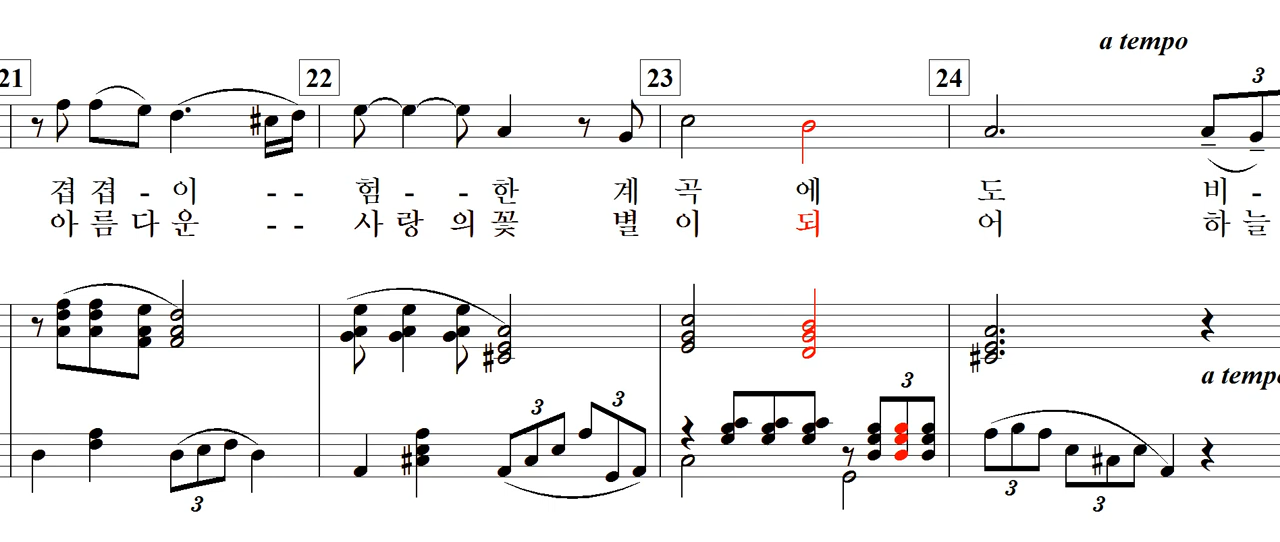 a tempo
21 22 23 24
3
겹 겹 - 이 - - 험 - - 한 계 곡 에 도 비 -
아 름 다 운 - - 사 랑 의 꽃 별 이 되 어 하 늘
a tempo
3 3 3
3 3 3